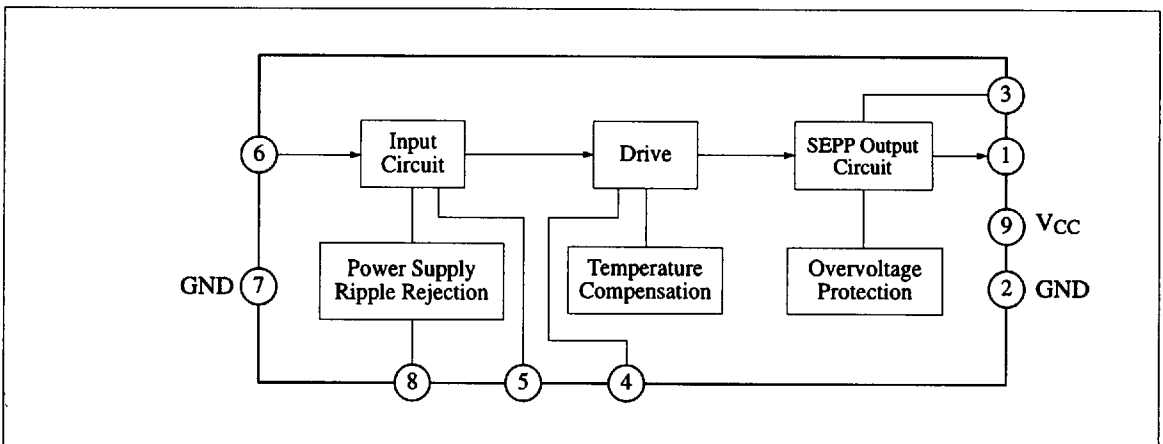 3
6
Input
Circuit
Drive
SEPP Output
Circuit
1
9
VCC
GND
7
Power Supply
Ripple Rejection
Temperature
Compensation
Overvoltage
Protection
2
GND
8
5
4